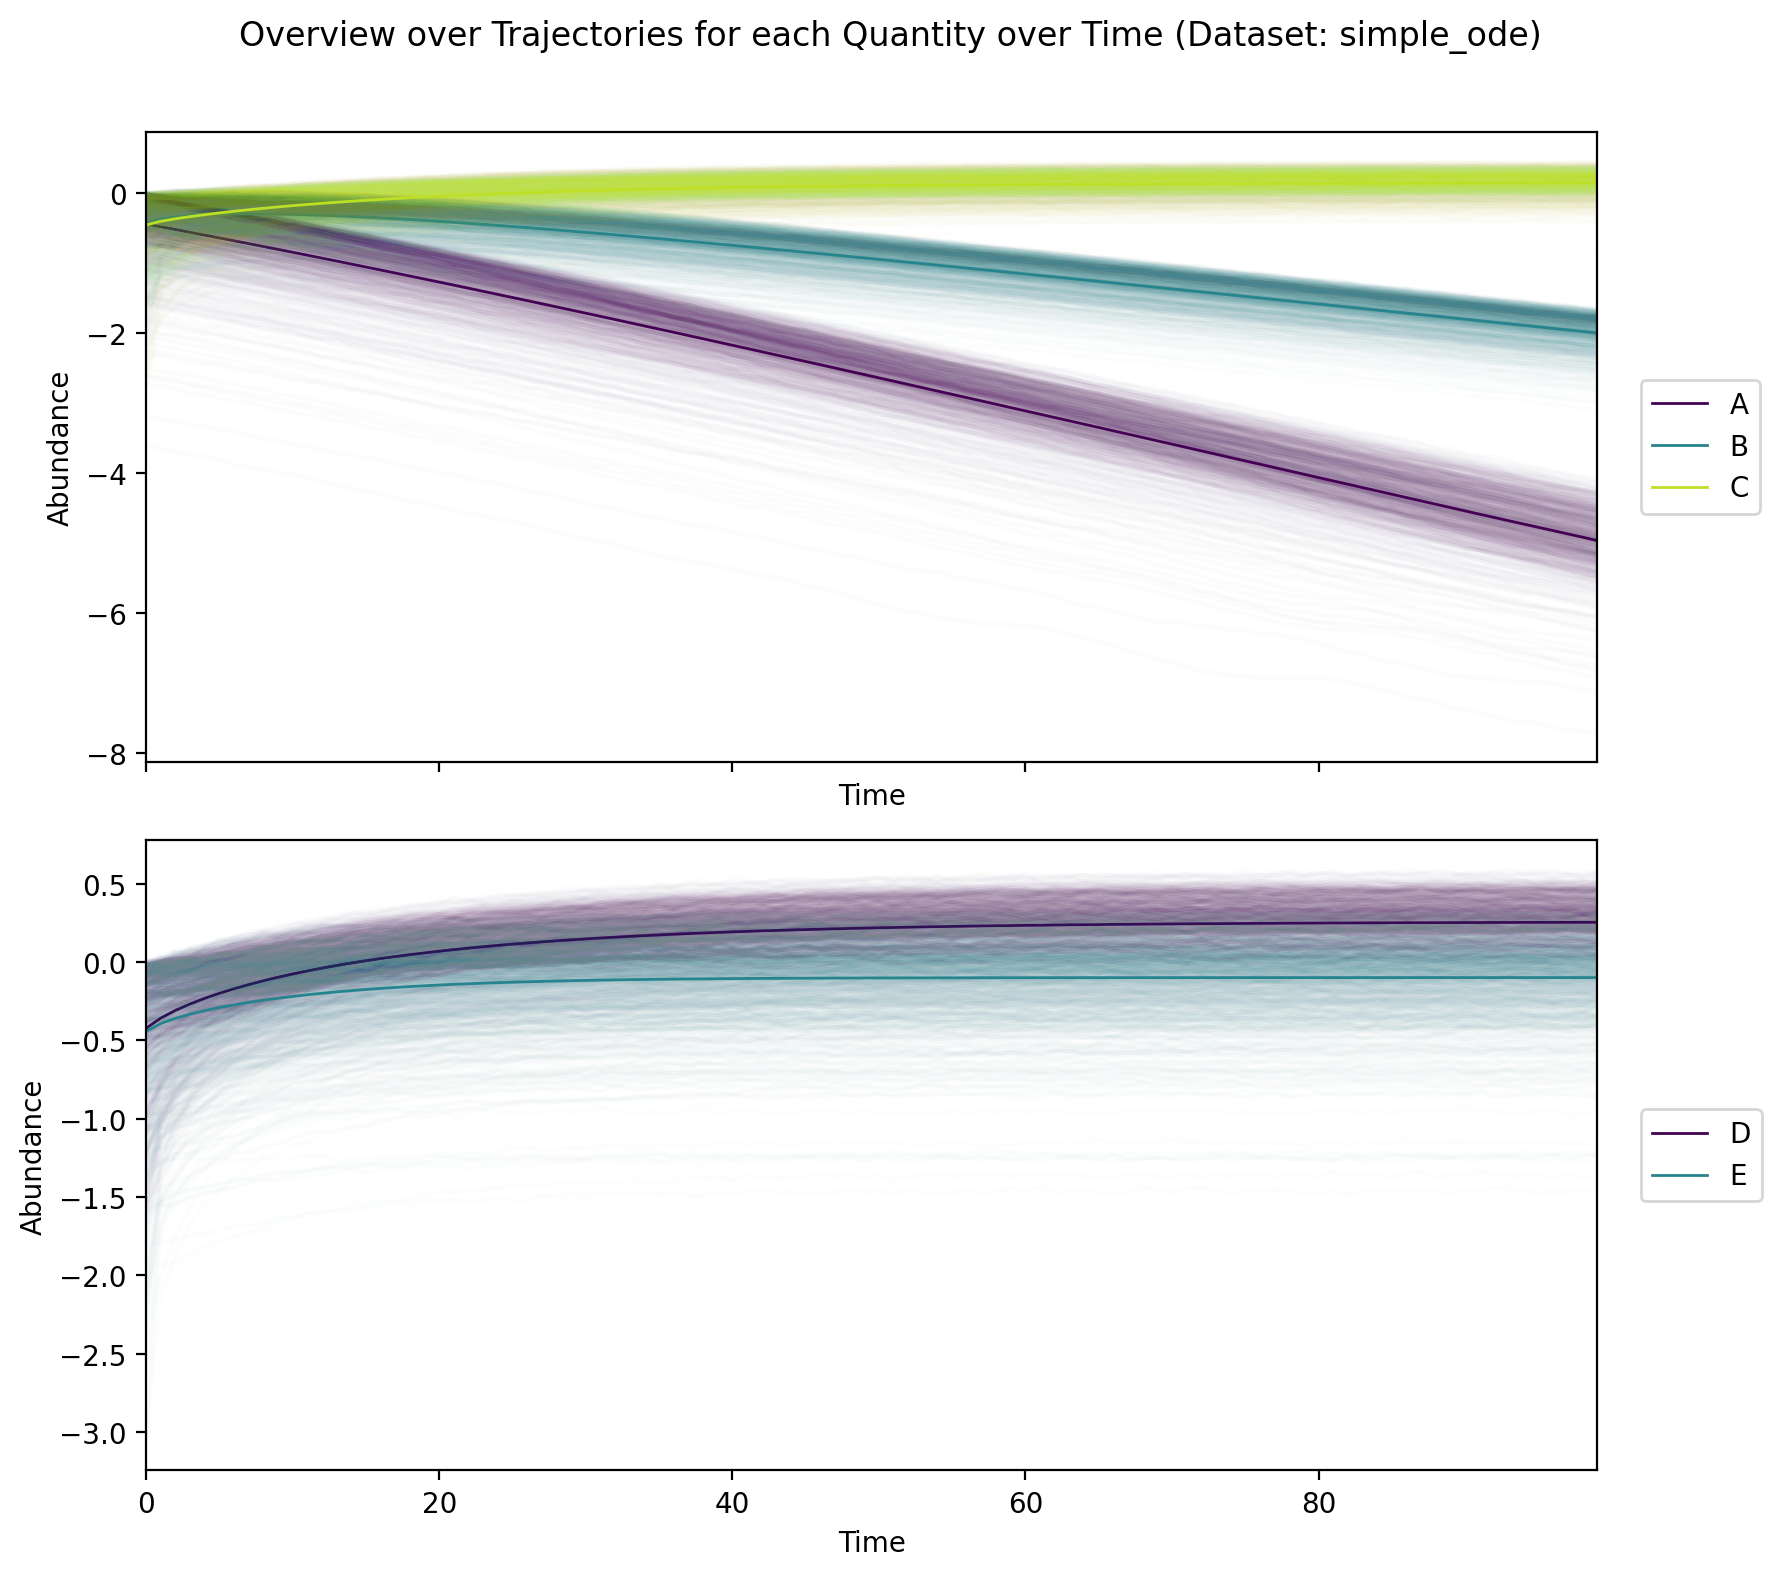 Overview over Trajectories for each Quantity over Time (Dataset: simple_ode)
0
−2
−4
−6
−8
Abundance
Time
A
B
C
0.5
0.0
−0.5
−1.0
−1.5
−2.0
−2.5
−3.0
Abundance
0 20 40 60 80
Time
D
E